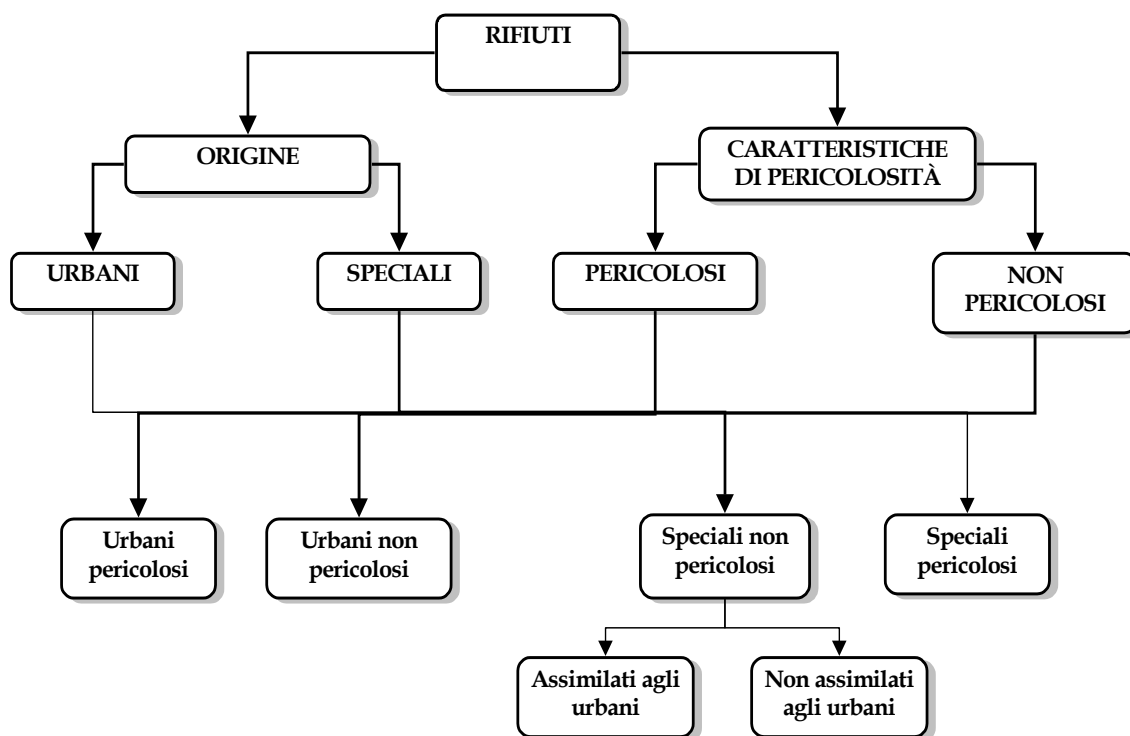 RIFIUTI
ORIGINE
CARATTERISTICHE
DI PERICOLOSITÀ
URBANI
SPECIALI
PERICOLOSI
NON
PERICOLOSI
Urbani
pericolosi
Urbani non
pericolosi
Speciali non
pericolosi
Speciali
pericolosi
Assimilati agli
urbani
Non assimilati
agli urbani